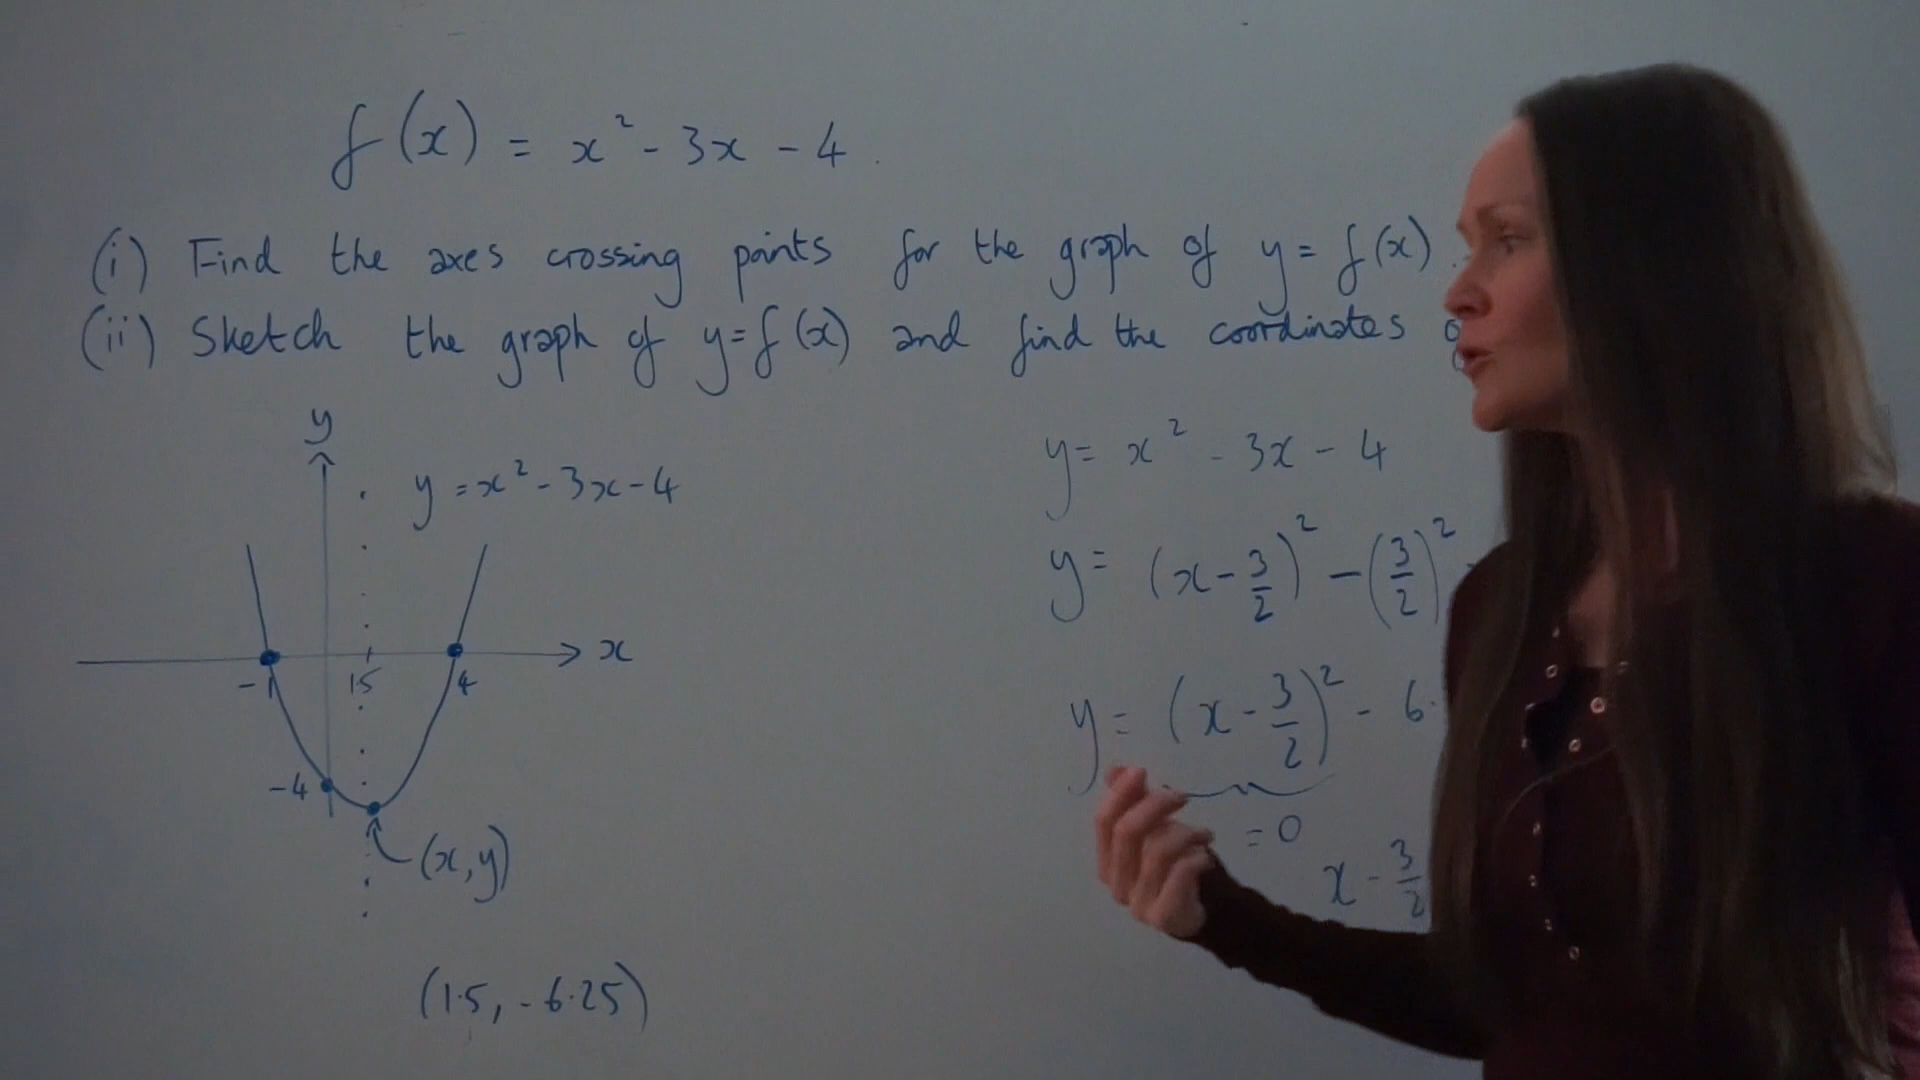 f(x) = x² - 3x - 4.
(i) Find the axes crossing points for the graph of y = f(x).
(ii) Sketch the graph of y=f(x) and find the coordinates
y
y = x² - 3x - 4
x
-1
1.5
4
-4
(x, y)
(1.5, -6.25)
y = x² - 3x - 4
y = (x - 3/2)² - (3/2)²
y = (x - 3/2)² - 6.
= 0
x - 3/2